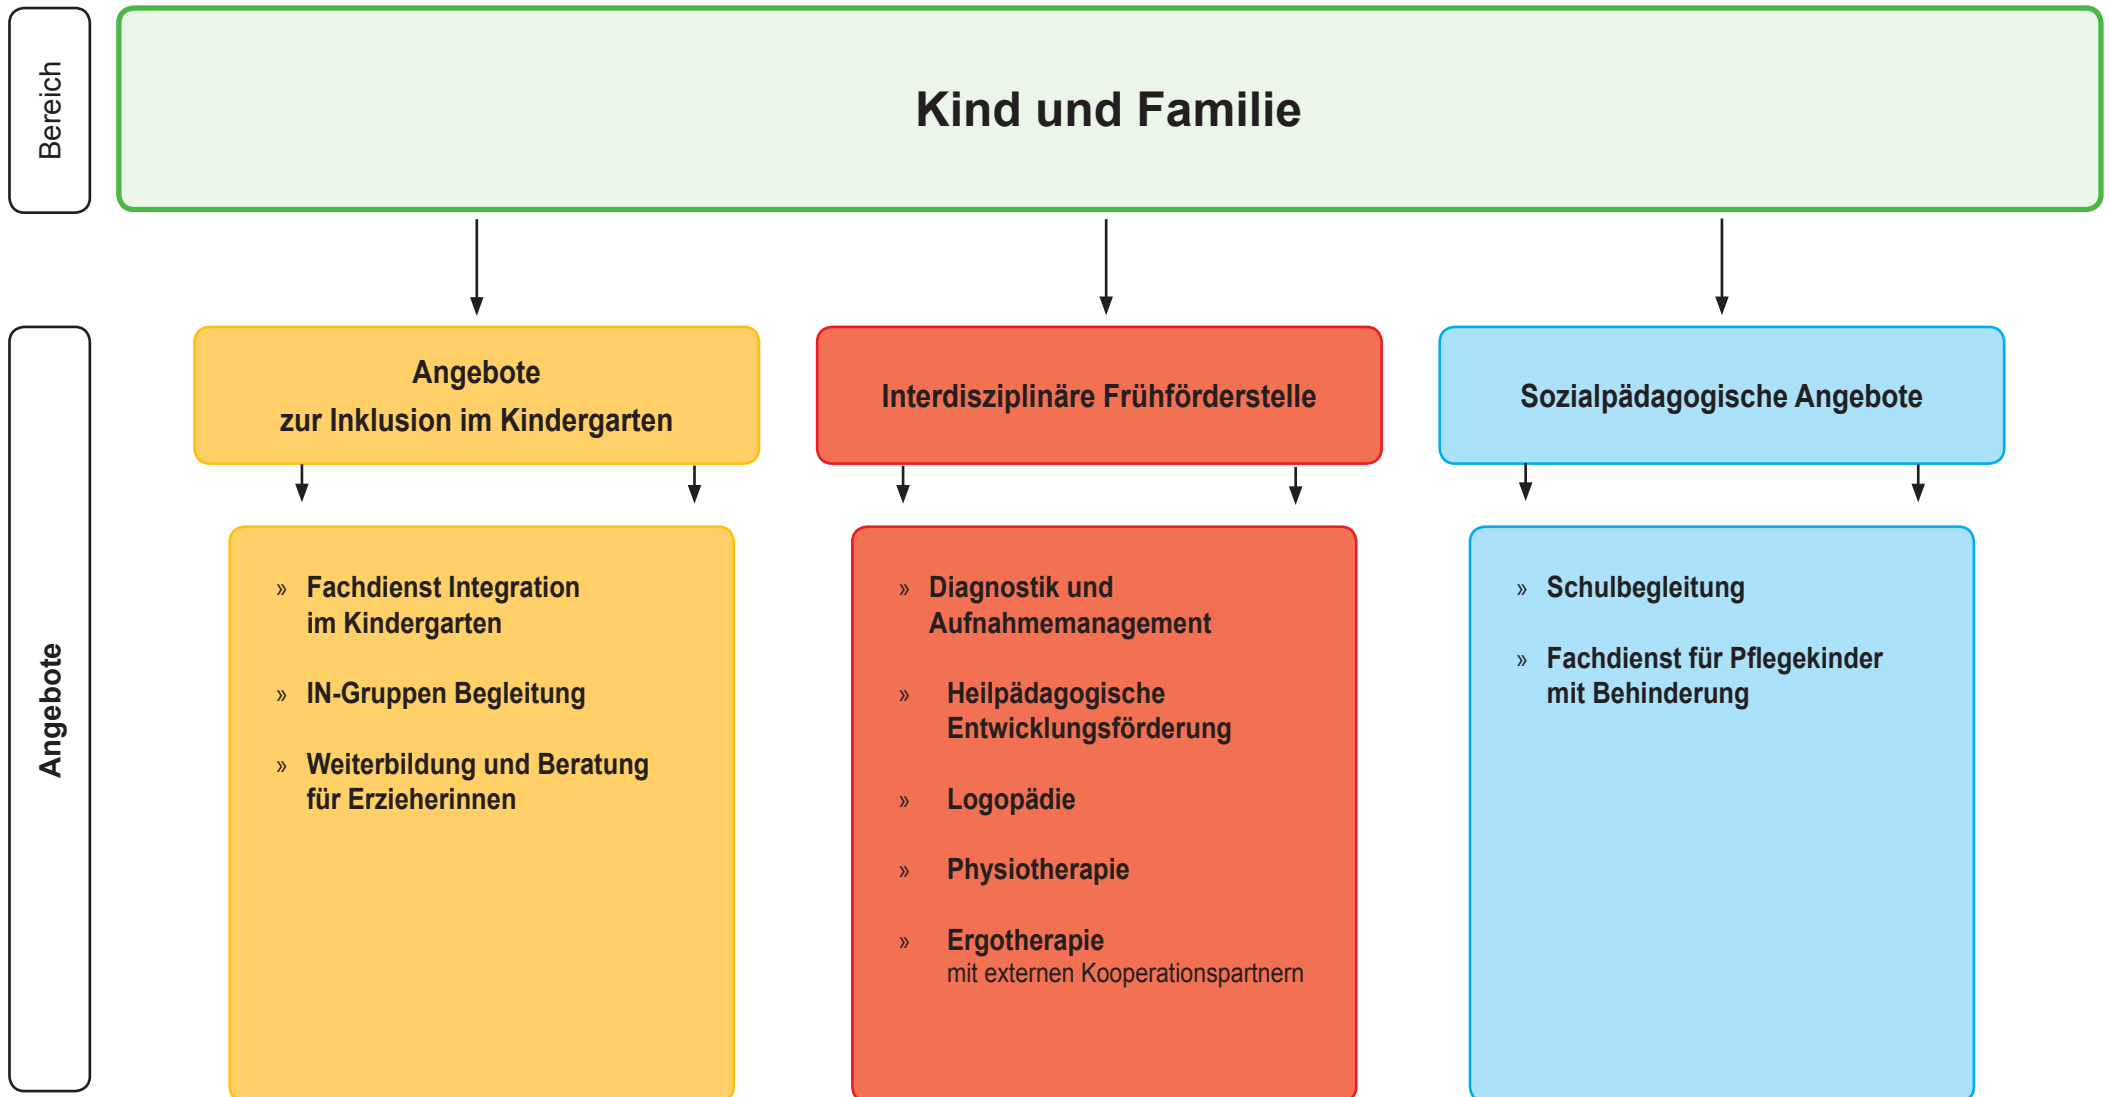 Bereich
Kind und Familie
Angebote
Angebote
zur Inklusion im Kindergarten
» Fachdienst Integration
im Kindergarten
» IN-Gruppen Begleitung
» Weiterbildung und Beratung
für Erzieherinnen
Interdisziplinäre Frühförderstelle
» Diagnostik und
Aufnahmemanagement
» Heilpädagogische
Entwicklungsförderung
» Logopädie
» Physiotherapie
» Ergotherapie
mit externen Kooperationspartnern
Sozialpädagogische Angebote
» Schulbegleitung
» Fachdienst für Pflegekinder
mit Behinderung